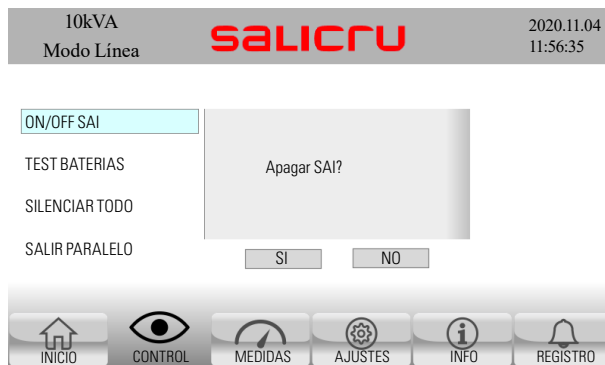 10kVA
Modo Línea
salicru
2020.11.04
11:56:35
ON/OFF SAI
TEST BATERIAS
SILENCIAR TODO
SALIR PARALELO
Apagar SAI?
SI
NO
INICIO
CONTROL
MEDIDAS
AJUSTES
INFO
REGISTRO